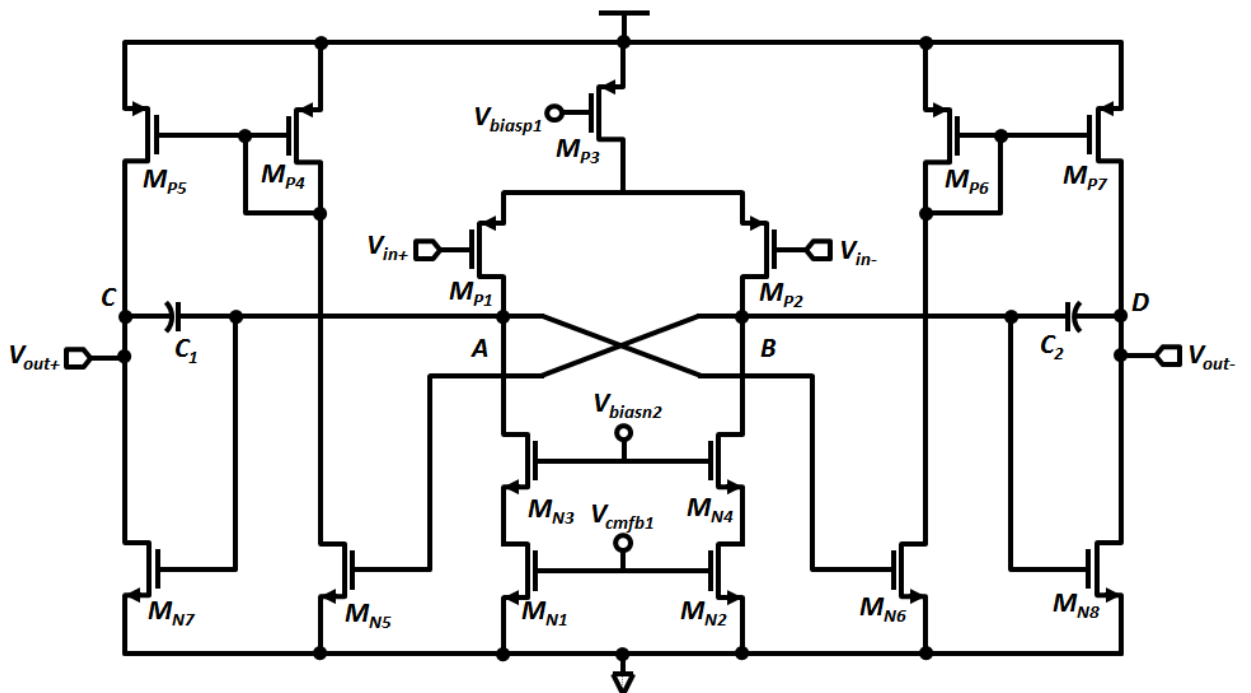 V_biasp1
M_P3
M_P5
M_P4
M_P6
M_P7
V_in+
V_in-
M_P1
M_P2
C
D
C_1
A
B
C_2
V_out+
V_out-
V_biasn2
M_N3
M_N4
V_cmfb1
M_N7
M_N5
M_N1
M_N2
M_N6
M_N8